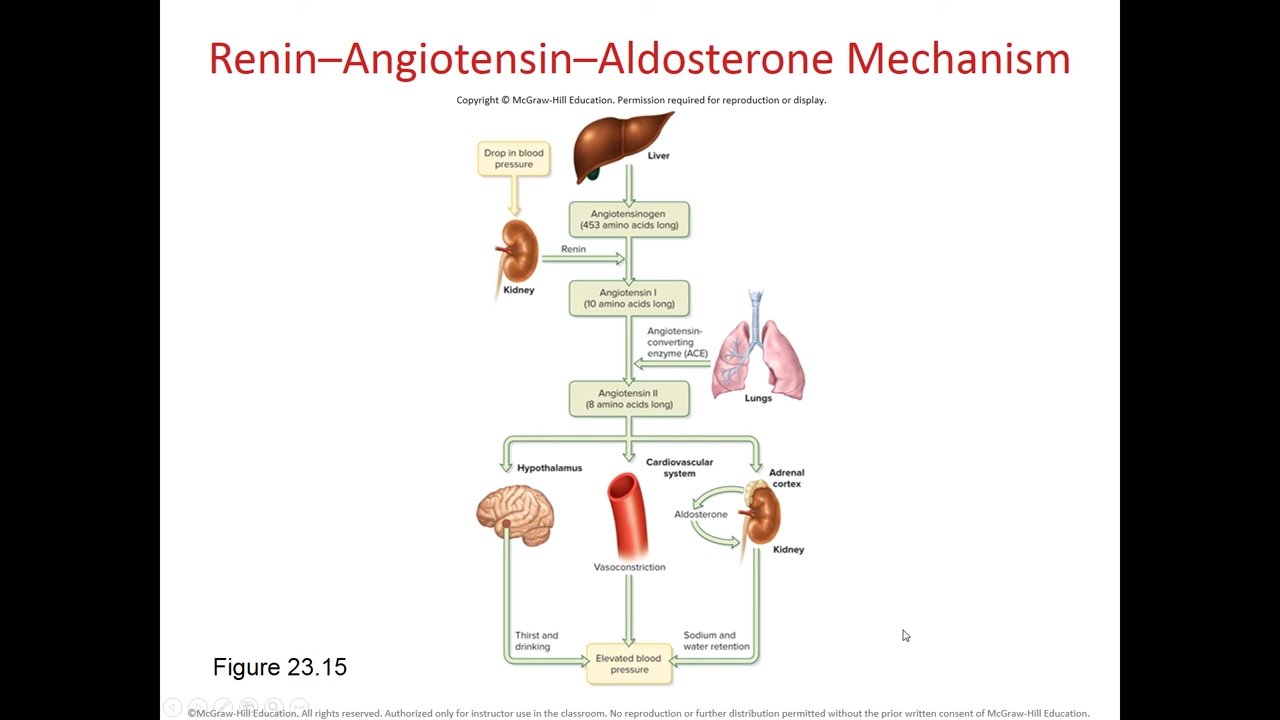 Renin–Angiotensin–Aldosterone Mechanism
Copyright © McGraw-Hill Education. Permission required for reproduction or display.
Drop in blood
pressure
Liver
Angiotensinogen
(453 amino acids long)
Renin
Kidney
Angiotensin I
(10 amino acids long)
Angiotensin-
converting
enzyme (ACE)
Lungs
Angiotensin II
(8 amino acids long)
Hypothalamus
Cardiovascular
system
Adrenal
cortex
Aldosterone
Kidney
Vasoconstriction
Thirst and
drinking
Sodium and
water retention
Elevated blood
pressure
Figure 23.15
©McGraw-Hill Education. All rights reserved. Authorized only for instructor use in the classroom. No reproduction or further distribution permitted without the prior written consent of McGraw-Hill Education.